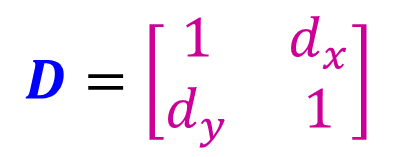 D = [ 1 d_x
d_y 1 ]